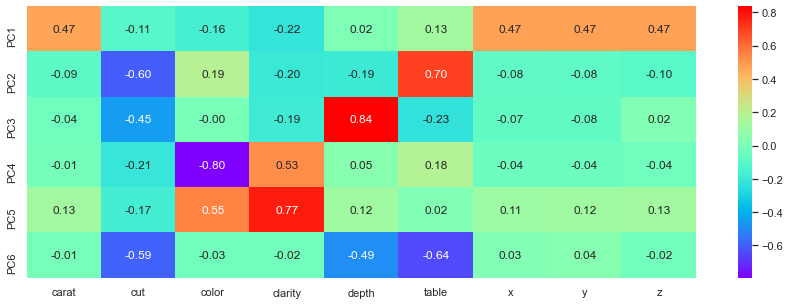 PC1 0.47 -0.11 -0.16 -0.22 0.02 0.13 0.47 0.47 0.47
PC2 -0.09 -0.60 0.19 -0.20 -0.19 0.70 -0.08 -0.08 -0.10
PC3 -0.04 -0.45 -0.00 -0.19 0.84 -0.23 -0.07 -0.08 0.02
PC4 -0.01 -0.21 -0.80 0.53 0.05 0.18 -0.04 -0.04 -0.04
PC5 0.13 -0.17 0.55 0.77 0.12 0.02 0.11 0.12 0.13
PC6 -0.01 -0.59 -0.03 -0.02 -0.49 -0.64 0.03 0.04 -0.02
carat cut color clarity depth table x y z
0.8
0.6
0.4
0.2
0.0
-0.2
-0.4
-0.6